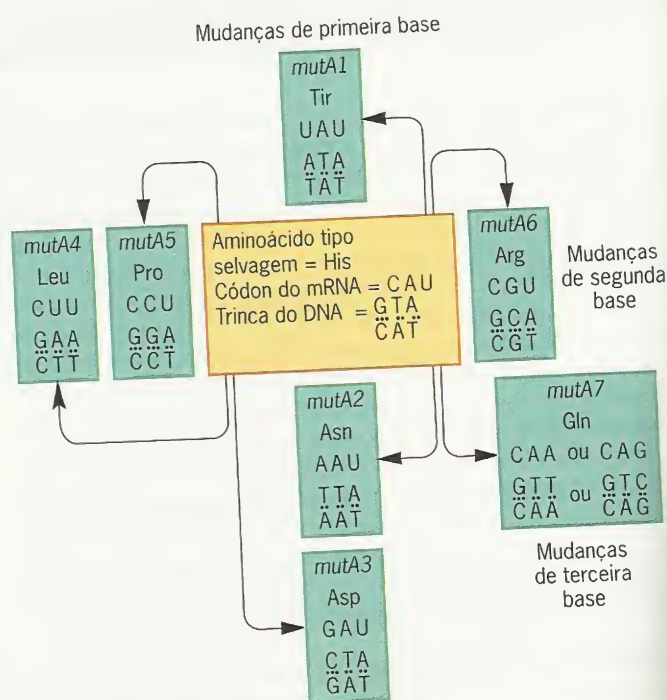 Mudanças de primeira base
mutA1
Tir
UAU
ATA
TAT
mutA4
Leu
CUU
GAA
CTT
mutA5
Pro
CCU
GGA
CCT
Aminoácido tipo
selvagem = His
Códon do mRNA = CAU
Trinca do DNA = GTA
CAT
mutA6
Arg
CGU
GCA
CGT
Mudanças
de segunda
base
mutA2
Asn
AAU
TTA
AAT
mutA7
Gln
CAA ou CAG
GTT ou GTC
CAA CAG
Mudanças
de terceira
base
mutA3
Asp
GAU
CTA
GAT